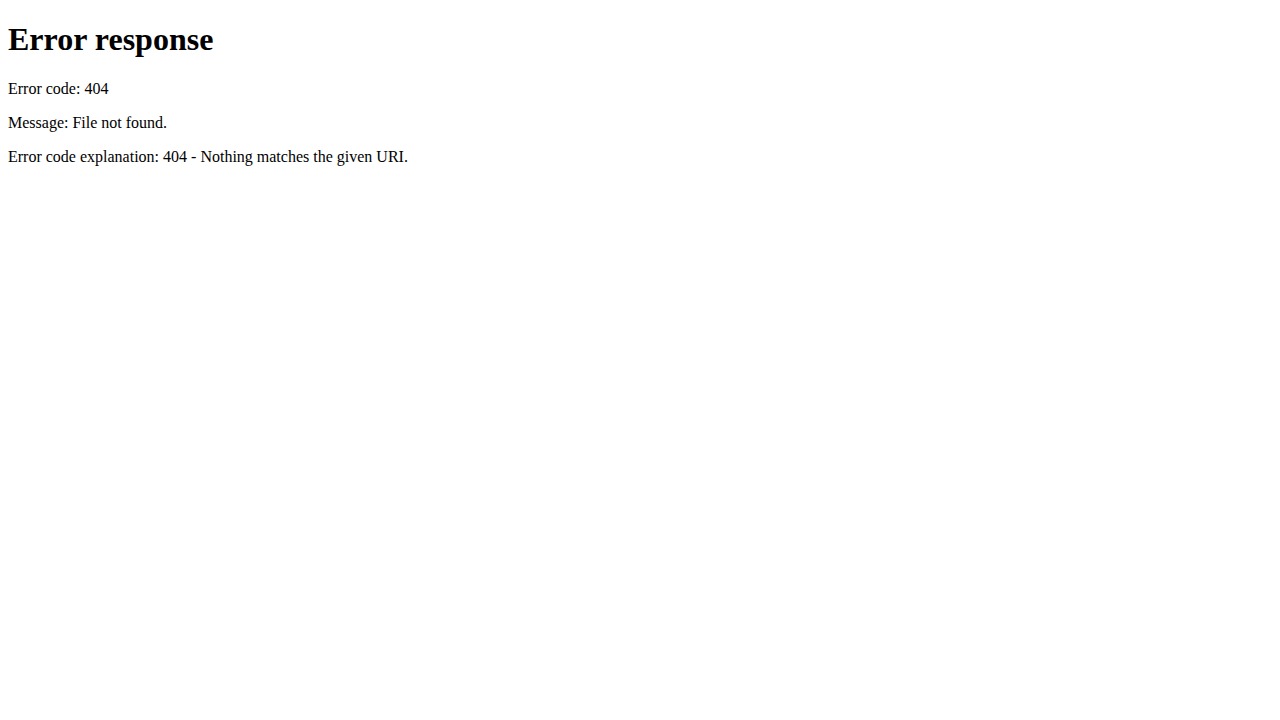 Error response
Error code: 404
Message: File not found.
Error code explanation: 404 - Nothing matches the given URI.